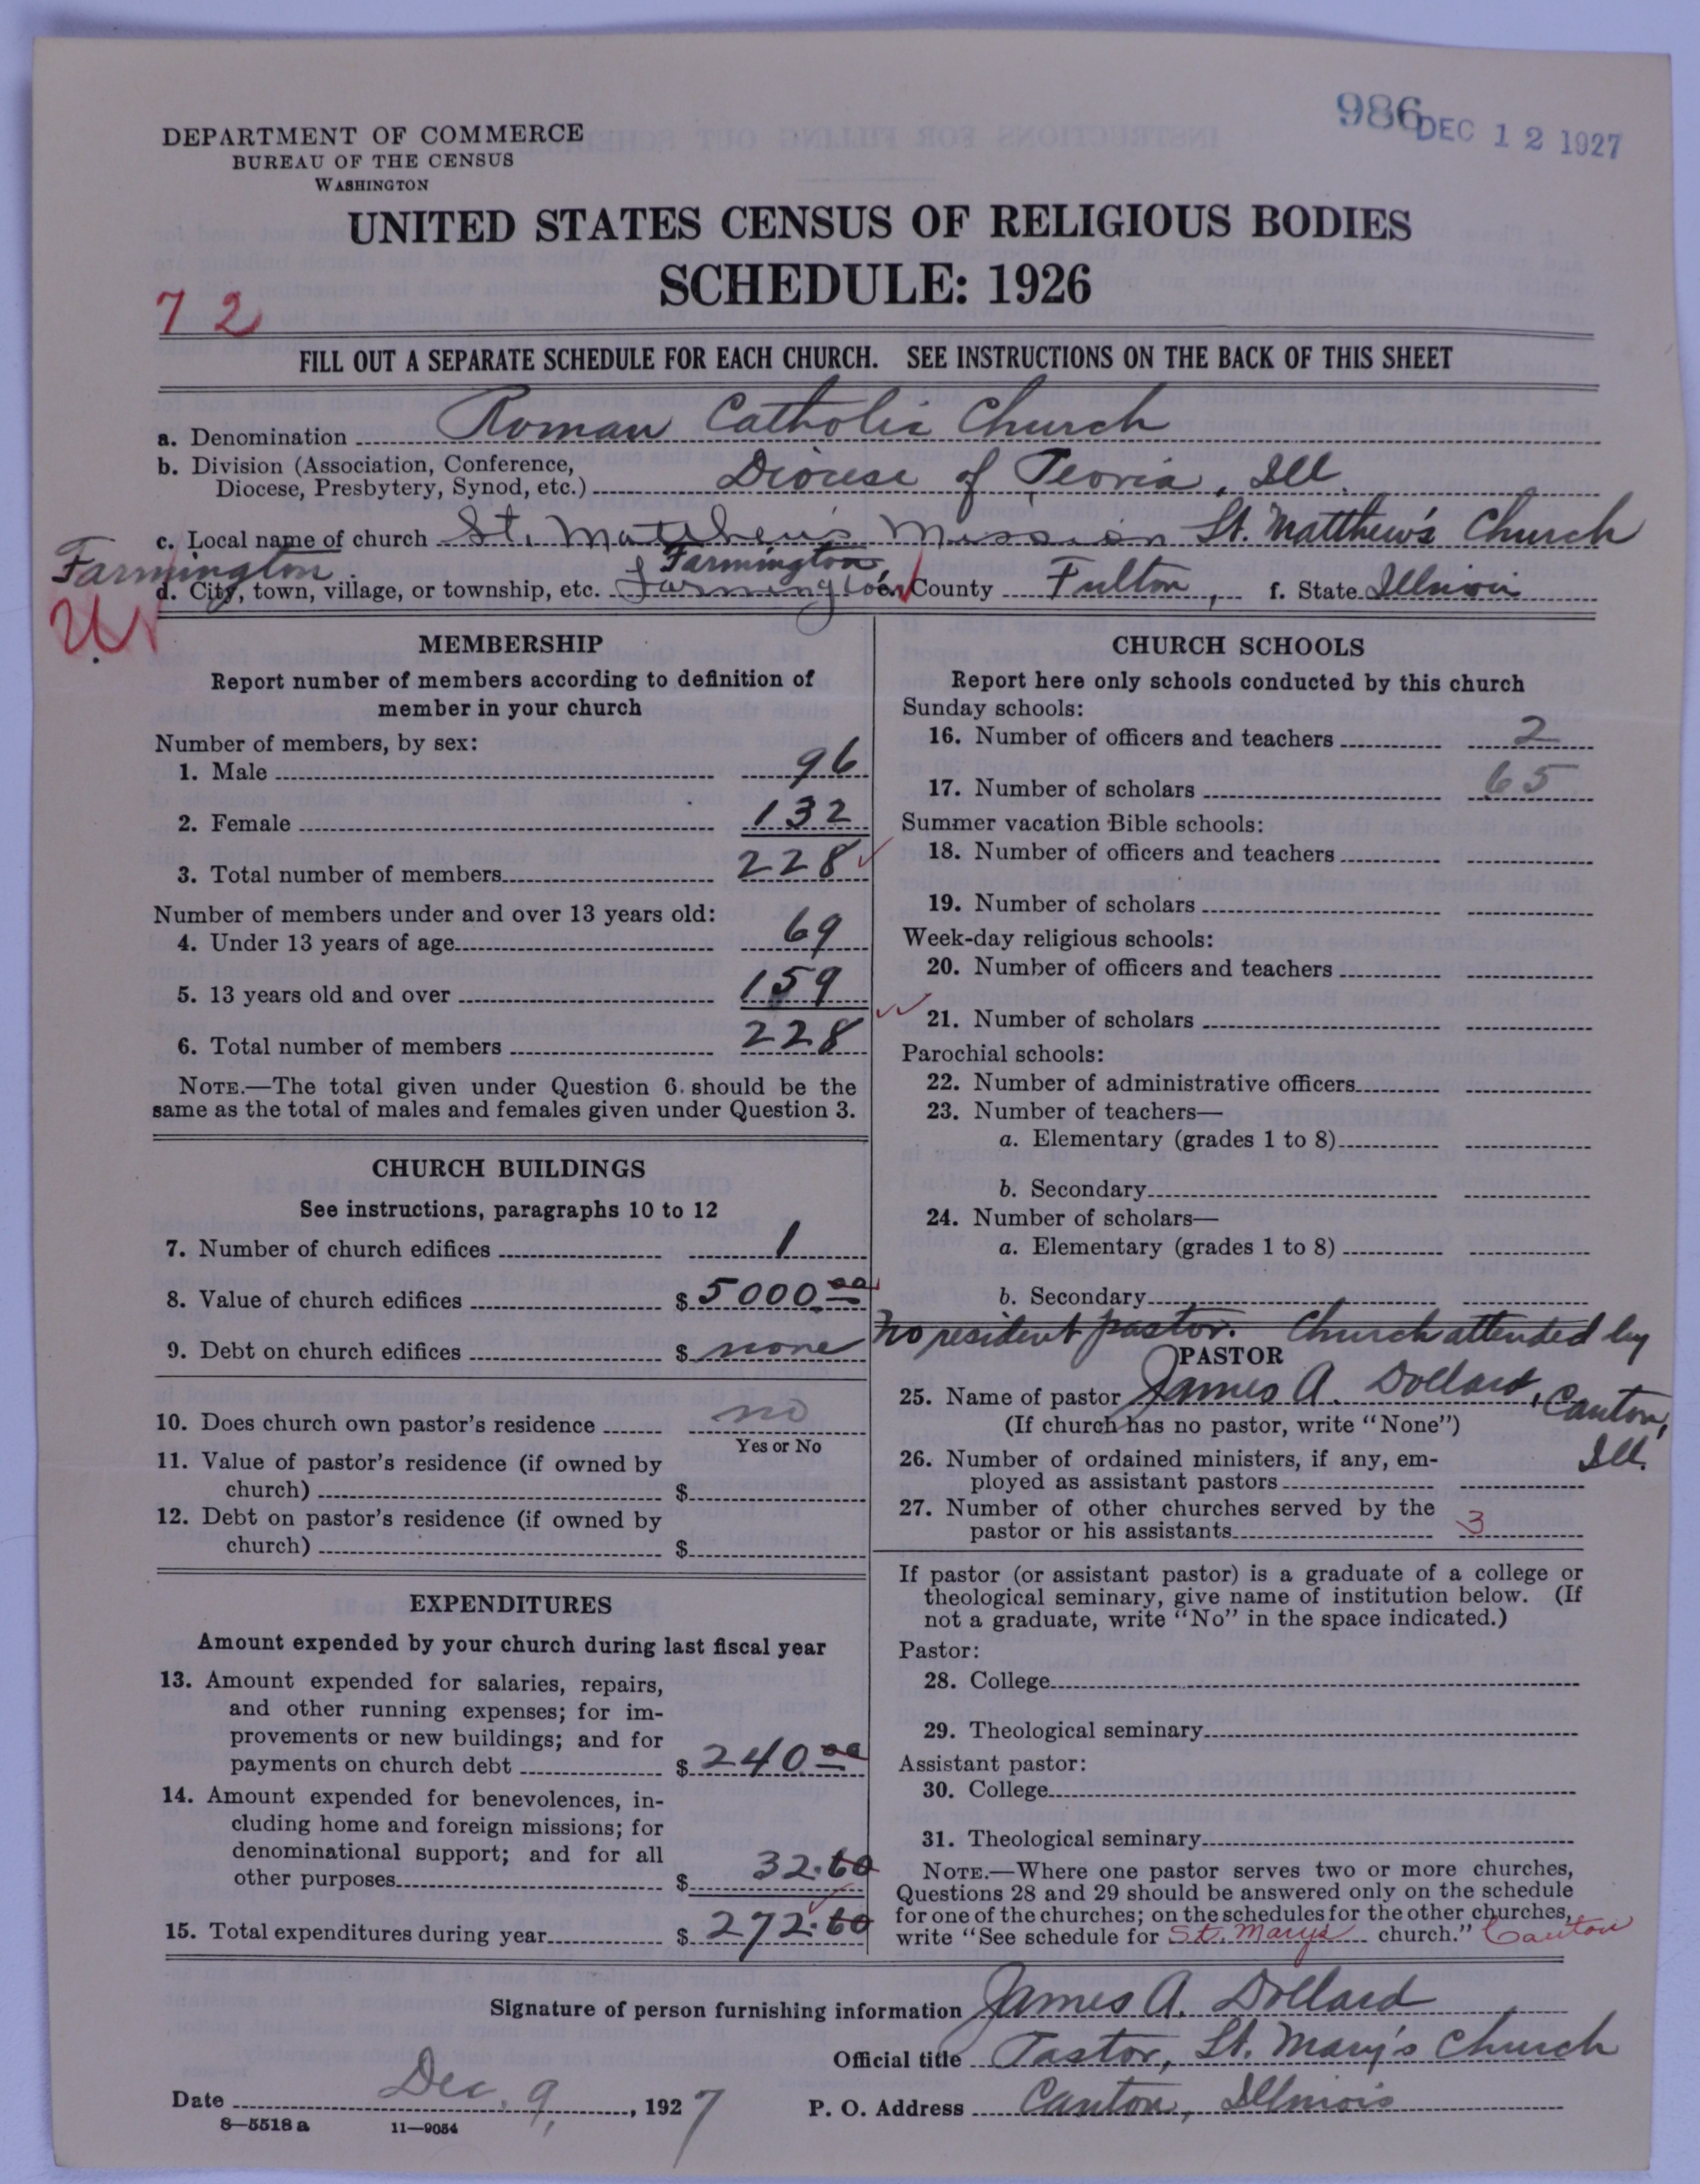 986 DEC 12 1927
DEPARTMENT OF COMMERCE
BUREAU OF THE CENSUS
WASHINGTON
UNITED STATES CENSUS OF RELIGIOUS BODIES
SCHEDULE: 1926
72
FILL OUT A SEPARATE SCHEDULE FOR EACH CHURCH. SEE INSTRUCTIONS ON THE BACK OF THIS SHEET
a. Denomination Roman Catholic Church
b. Division (Association, Conference,
Diocese, Presbytery, Synod, etc.) Diocese of Peoria, Ill.
c. Local name of church St. Matthew's Mission St. Matthew's Church
Farmington Farmington
d. City, town, village, or township, etc. Farmington e. County Fulton, f. State Illinois
MEMBERSHIP
Report number of members according to definition of
member in your church
Number of members, by sex:
1. Male 96
2. Female 132
3. Total number of members 228
Number of members under and over 13 years old:
4. Under 13 years of age 69
5. 13 years old and over 159
6. Total number of members 228
NOTE.—The total given under Question 6 should be the
same as the total of males and females given under Question 3.
CHURCH BUILDINGS
See instructions, paragraphs 10 to 12
7. Number of church edifices 1
8. Value of church edifices $ 5000.00
9. Debt on church edifices $ none
10. Does church own pastor's residence no
Yes or No
11. Value of pastor's residence (if owned by
church) $
12. Debt on pastor's residence (if owned by
church) $
EXPENDITURES
Amount expended by your church during last fiscal year
13. Amount expended for salaries, repairs,
and other running expenses; for im-
provements or new buildings; and for
payments on church debt $ 240.00
14. Amount expended for benevolences, in-
cluding home and foreign missions; for
denominational support; and for all
other purposes $ 32.60
15. Total expenditures during year $ 272.60
CHURCH SCHOOLS
Report here only schools conducted by this church
Sunday schools:
16. Number of officers and teachers 2
17. Number of scholars 65
Summer vacation Bible schools:
18. Number of officers and teachers
19. Number of scholars
Week-day religious schools:
20. Number of officers and teachers
21. Number of scholars
Parochial schools:
22. Number of administrative officers
23. Number of teachers—
a. Elementary (grades 1 to 8)
b. Secondary
24. Number of scholars—
a. Elementary (grades 1 to 8)
b. Secondary
No resident pastor. Church attended by
PASTOR
25. Name of pastor James A. Dollard, Canton,
(If church has no pastor, write "None") Ill.
26. Number of ordained ministers, if any, em-
ployed as assistant pastors
27. Number of other churches served by the
pastor or his assistants 3
If pastor (or assistant pastor) is a graduate of a college or
theological seminary, give name of institution below. (If
not a graduate, write "No" in the space indicated.)
Pastor:
28. College
29. Theological seminary
Assistant pastor:
30. College
31. Theological seminary
NOTE.—Where one pastor serves two or more churches,
Questions 28 and 29 should be answered only on the schedule
for one of the churches; on the schedules for the other churches,
write "See schedule for St. Mary's church." Canton
Signature of person furnishing information James A. Dollard
Official title Pastor, St. Mary's Church
Date Dec. 9, 1927 P. O. Address Canton, Illinois
8—5518 a 11—9054